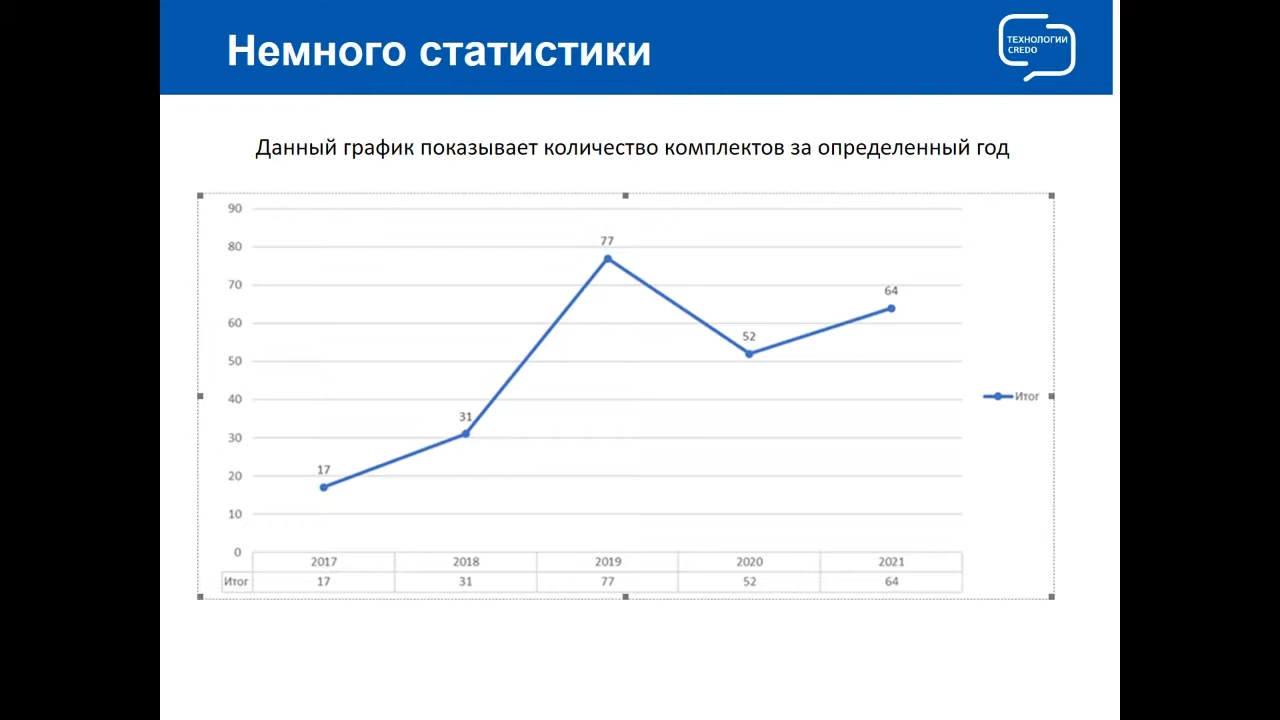 Немного статистики
ТЕХНОЛОГИИ
CREDO
Данный график показывает количество комплектов за определенный год
90
80
70
60
50
40
30
20
10
0
77
64
52
31
17
Итог
2017 2018 2019 2020 2021
Итог 17 31 77 52 64